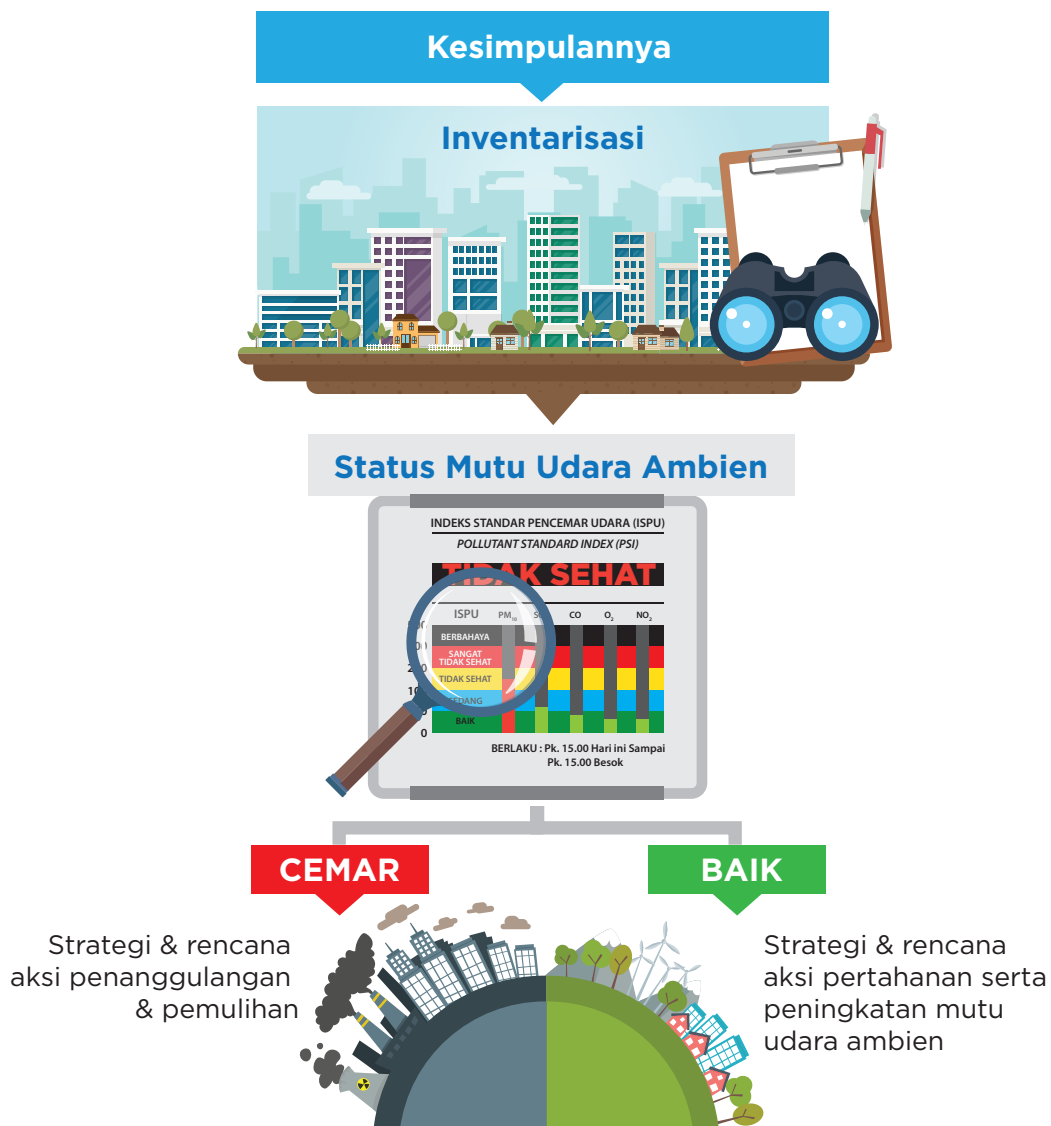 Kesimpulannya
Inventarisasi
Status Mutu Udara Ambien
INDEKS STANDAR PENCEMAR UDARA (ISPU)
POLLUTANT STANDARD INDEX (PSI)
TIDAK SEHAT
ISPU PM10 CO O2 NO2
BERBAHAYA
SANGAT
TIDAK SEHAT
TIDAK SEHAT
SEDANG
BAIK
0
BERLAKU : Pk. 15.00 Hari ini Sampai
Pk. 15.00 Besok
CEMAR
BAIK
Strategi & rencana
aksi penanggulangan
& pemulihan
Strategi & rencana
aksi pertahanan serta
peningkatan mutu
udara ambien